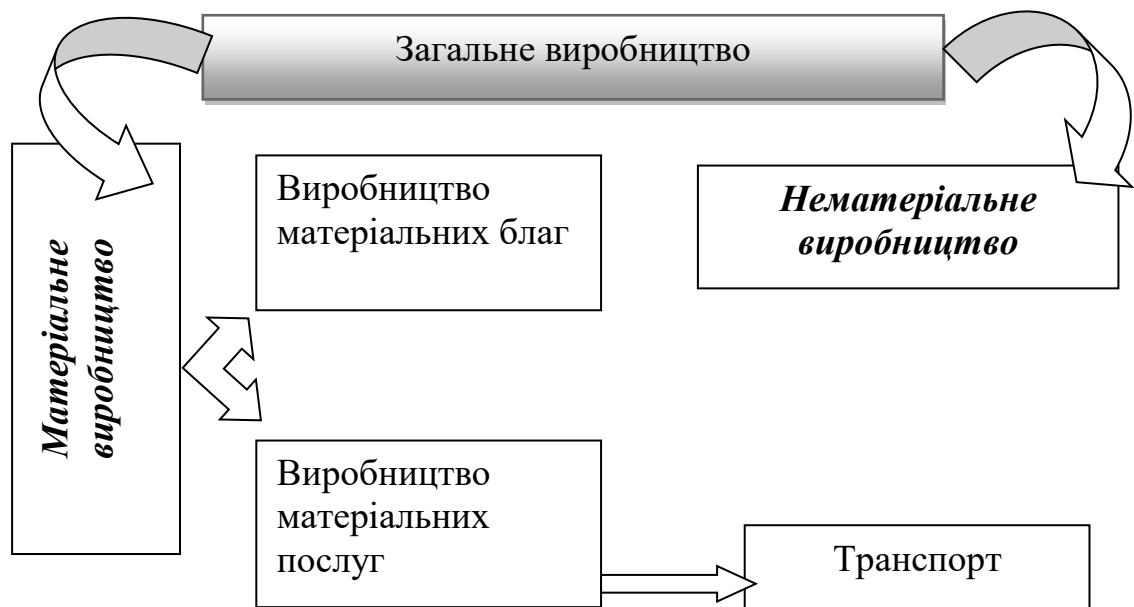 Загальне виробництво
Матеріальне
виробництво
Виробництво
матеріальних благ
Нематеріальне
виробництво
Виробництво
матеріальних
послуг
Транспорт